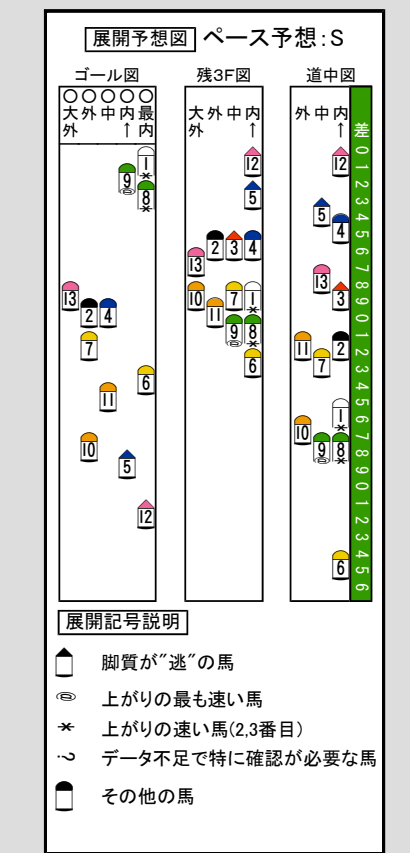 展開予想図 ペース予想:S
ゴール図 残3F図 道中図
○○○○○
大外 外 中 内↑ 最内
大外 外 中 内↑
外 中 内↑
差
0 1 2 3 4 5 6 7 8 9 0 1 2 3 4 5 6 7 8 9 0 1 2 3 4 5 6
1
9
8
13
2 4
7
6
11
10
5
12
12
5
2 3 4
13
10 7 1
11
9 8
6
12
5
4
13
3
11 2
7
1
10
9 8
6
展開記号説明
脚質が"逃"の馬
◎ 上がりの最も速い馬
* 上がりの速い馬(2,3番目)
? データ不足で特に確認が必要な馬
その他の馬